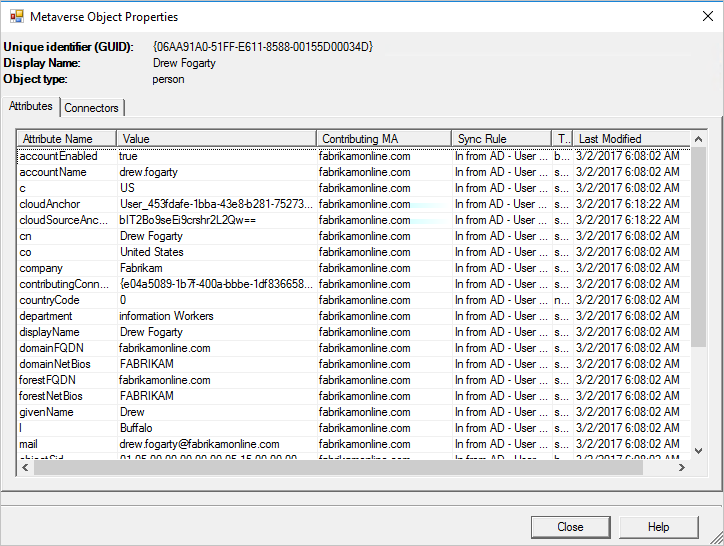 Metaverse Object Properties
Unique identifier (GUID): {06AA91A0-51FF-E611-8588-00155D00034D}
Display Name: Drew Fogarty
Object type: person
Attributes Connectors
Attribute Name Value Contributing MA Sync Rule T... Last Modified
accountEnabled true fabrikamonline.com In from AD - User ... b... 3/2/2017 6:08:02 AM
accountName drew.fogarty fabrikamonline.com In from AD - User ... s... 3/2/2017 6:08:02 AM
c US fabrikamonline.com In from AD - User ... s... 3/2/2017 6:08:02 AM
cloudAnchor User_453fdafe-1bba-43e8-b281-75273... fabrikamonline.com In from AD - User ... s... 3/2/2017 6:18:22 AM
cloudSourceAnc... bIT2Bo9seEi9crshr2L2Qw== fabrikamonline.com In from AD - User ... s... 3/2/2017 6:18:22 AM
cn Drew Fogarty fabrikamonline.com In from AD - User ... s... 3/2/2017 6:08:02 AM
co United States fabrikamonline.com In from AD - User ... s... 3/2/2017 6:08:02 AM
company Fabrikam fabrikamonline.com In from AD - User ... s... 3/2/2017 6:08:02 AM
contributingConn... {e04a5089-1b7f-400a-bbbe-1df836658... fabrikamonline.com In from AD - User ... s... 3/2/2017 6:08:02 AM
countryCode 0 fabrikamonline.com In from AD - User ... n... 3/2/2017 6:08:02 AM
department information Workers fabrikamonline.com In from AD - User ... s... 3/2/2017 6:08:02 AM
displayName Drew Fogarty fabrikamonline.com In from AD - User ... s... 3/2/2017 6:08:02 AM
domainFQDN fabrikamonline.com fabrikamonline.com In from AD - User ... s... 3/2/2017 6:08:02 AM
domainNetBios FABRIKAM fabrikamonline.com In from AD - User ... s... 3/2/2017 6:08:02 AM
forestFQDN fabrikamonline.com fabrikamonline.com In from AD - User ... s... 3/2/2017 6:08:02 AM
forestNetBios FABRIKAM fabrikamonline.com In from AD - User ... s... 3/2/2017 6:08:02 AM
givenName Drew fabrikamonline.com In from AD - User ... s... 3/2/2017 6:08:02 AM
l Buffalo fabrikamonline.com In from AD - User ... s... 3/2/2017 6:08:02 AM
mail drew.fogarty@fabrikamonline.com fabrikamonline.com In from AD - User ... s... 3/2/2017 6:08:02 AM
objectSid 01 05 00 00 00 00 00 05 15 00 00 00 fabrikamonline.com In from AD - User ... b... 3/2/2017 6:08:02 AM
Close Help